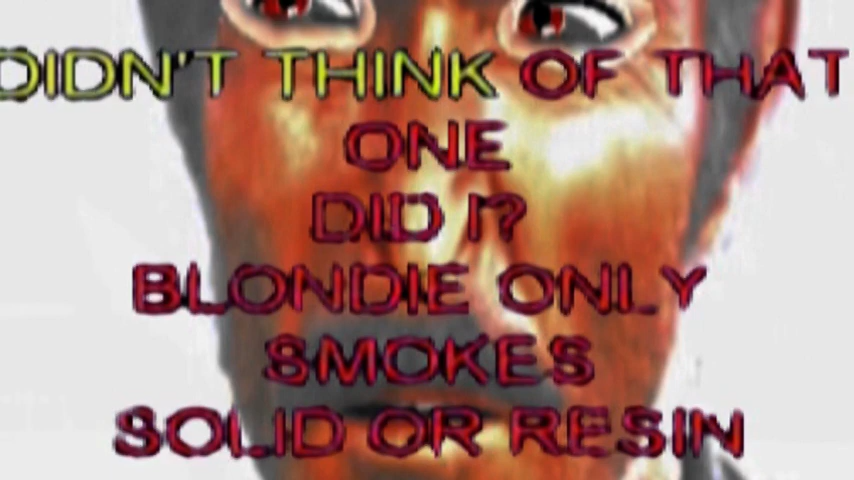 DIDN'T THINK OF THAT
ONE
DID I?
BLONDIE ONLY
SMOKES
SOLID OR RESIN